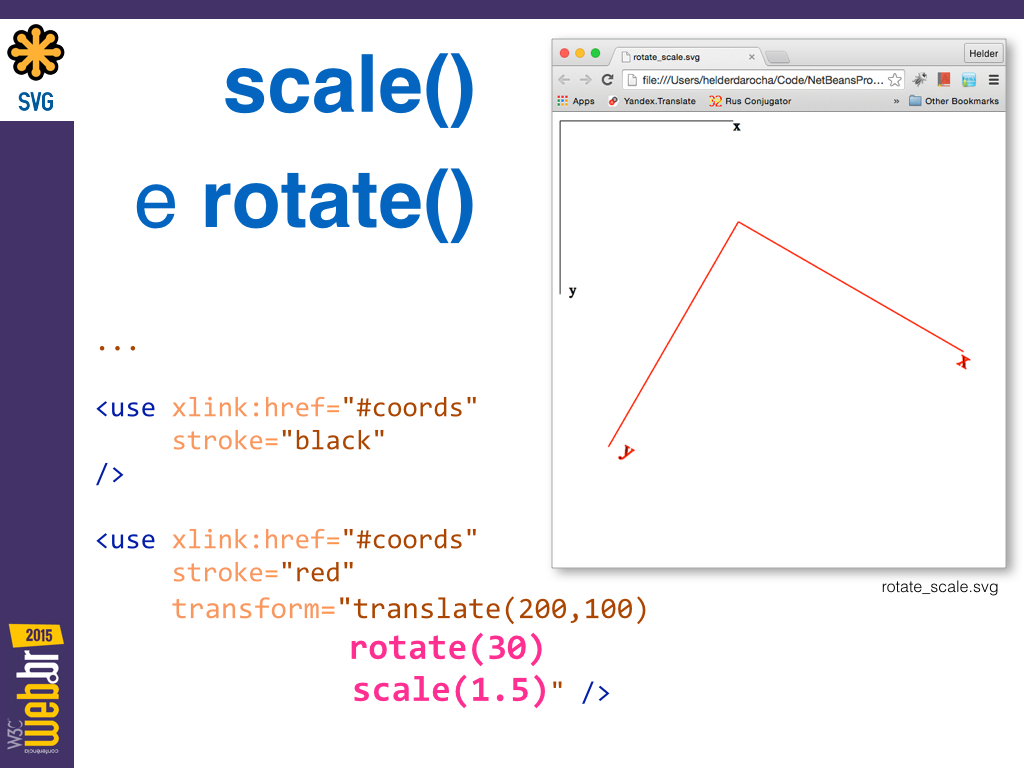 SVG
scale()
e rotate()
rotate_scale.svg
Helder
file:///Users/helderdarocha/Code/NetBeansPro...
Apps Yandex.Translate Rus Conjugator » Other Bookmarks
x
y
x
y
rotate_scale.svg
...
<use xlink:href="#coords"
stroke="black"
/>
<use xlink:href="#coords"
stroke="red"
transform="translate(200,100)
rotate(30)
scale(1.5)" />
2015
web.br
W3C
conferência